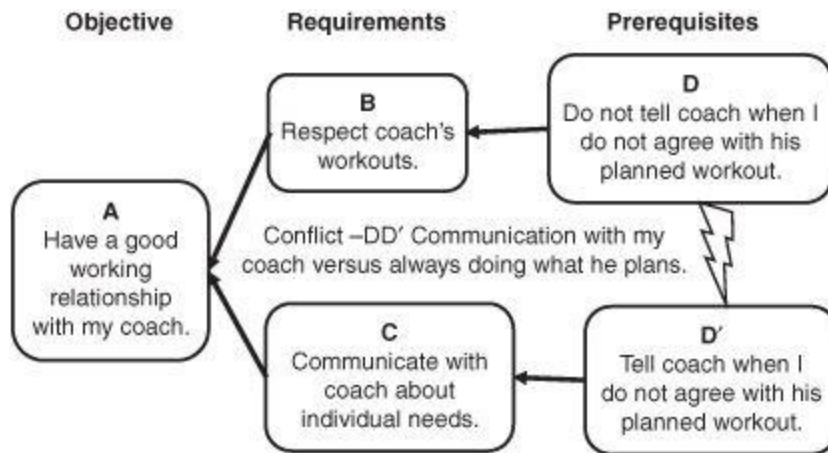 Objective Requirements Prerequisites
B
Respect coach's
workouts.
D
Do not tell coach when I
do not agree with his
planned workout.
A
Have a good
working
relationship
with my coach.
Conflict –DD′ Communication with my
coach versus always doing what he plans.
C
Communicate with
coach about
individual needs.
D′
Tell coach when I
do not agree with his
planned workout.